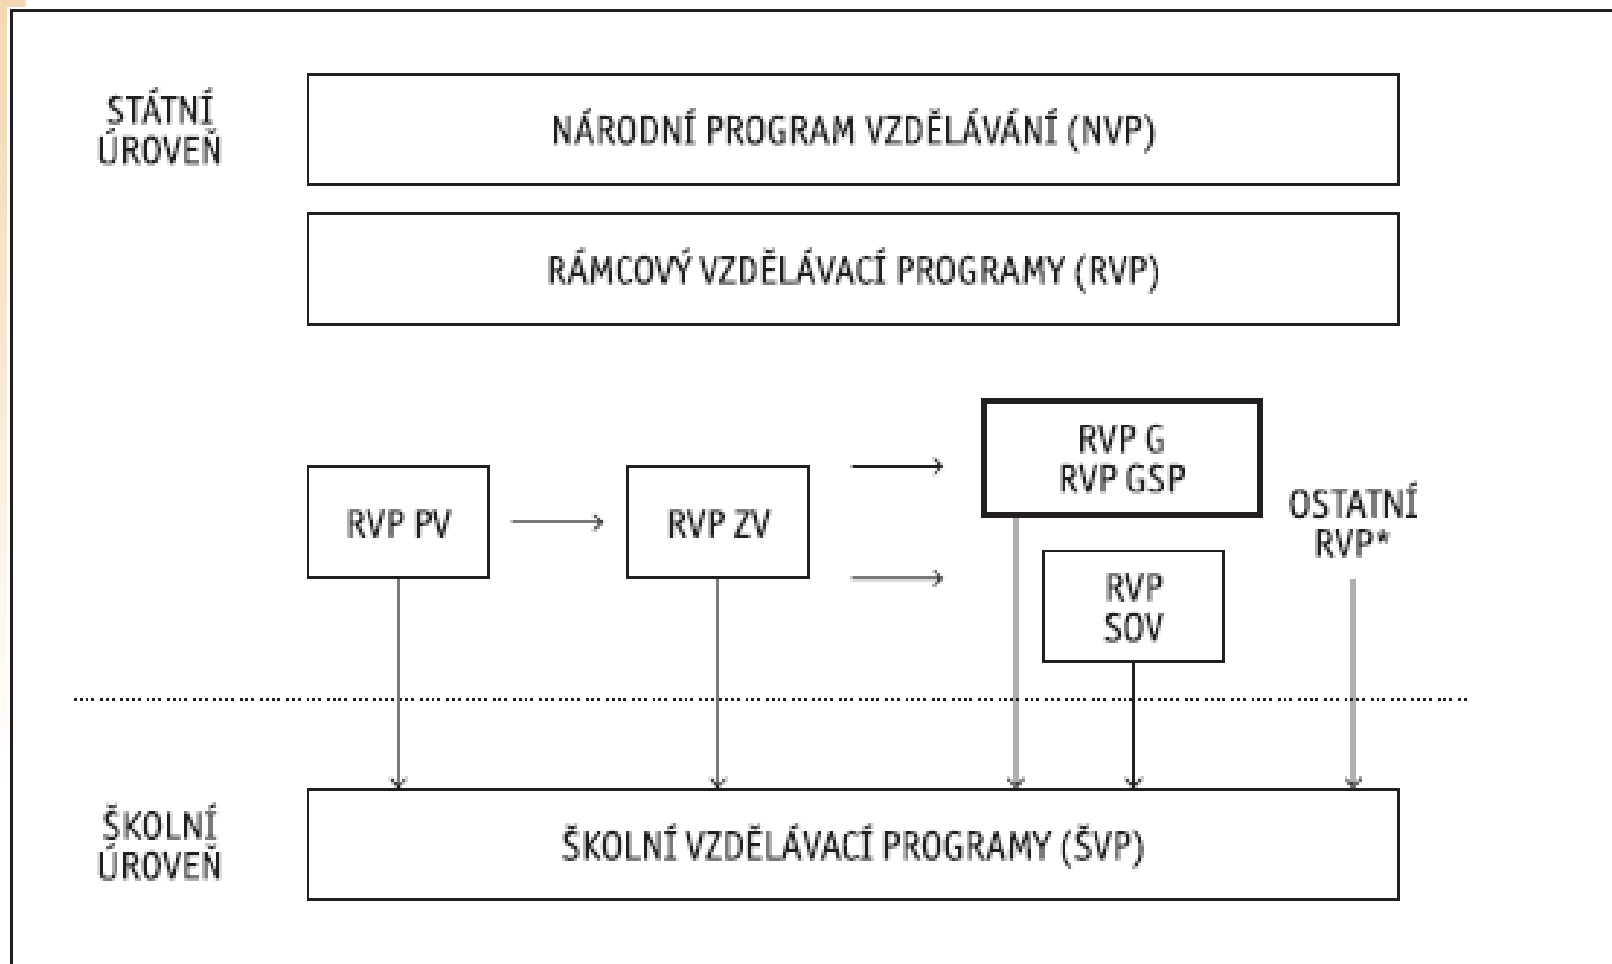 STÁTNÍ
ÚROVEŇ
NÁRODNÍ PROGRAM VZDĚLÁVÁNÍ (NVP)
RÁMCOVÝ VZDĚLÁVACÍ PROGRAMY (RVP)
RVP PV
RVP ZV
RVP G
RVP GSP
RVP
SOV
OSTATNÍ
RVP*
ŠKOLNÍ
ÚROVEŇ
ŠKOLNÍ VZDĚLÁVACÍ PROGRAMY (ŠVP)